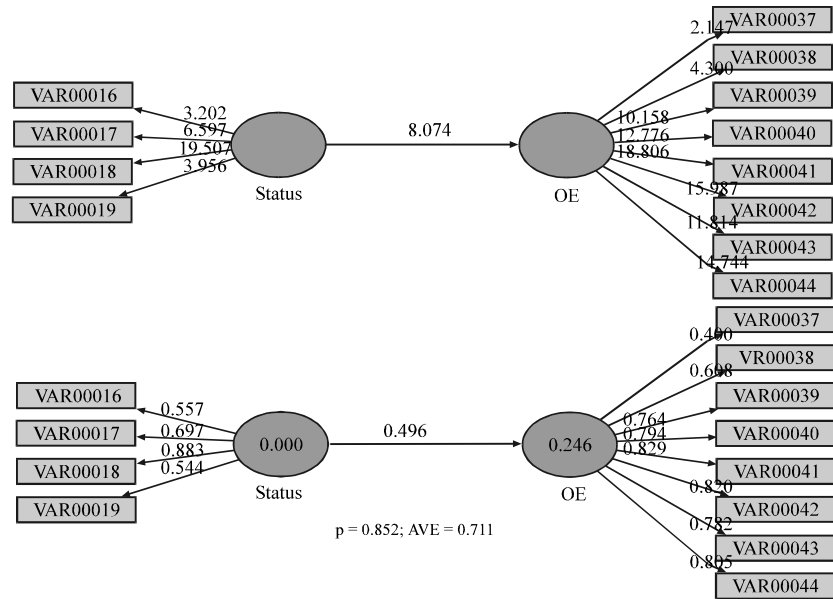 VAR00037
2.147
VAR00038
4.300
VAR00016
VAR00039
3.202
10.158
VAR00017
6.597
8.074
12.776
VAR00040
19.507
18.806
VAR00018
3.956
VAR00041
15.987
Status
OE
VAR00019
VAR00042
11.814
VAR00043
14.744
VAR00044
VAR00037
0.400
VR00038
0.608
VAR00016
VAR00039
0.557
0.764
VAR00017
0.697
0.496
0.794
VAR00040
0.000
0.246
0.883
0.829
VAR00018
0.544
VAR00041
0.820
Status
OE
VAR00019
VAR00042
p = 0.852; AVE = 0.711
0.782
VAR00043
0.805
VAR00044